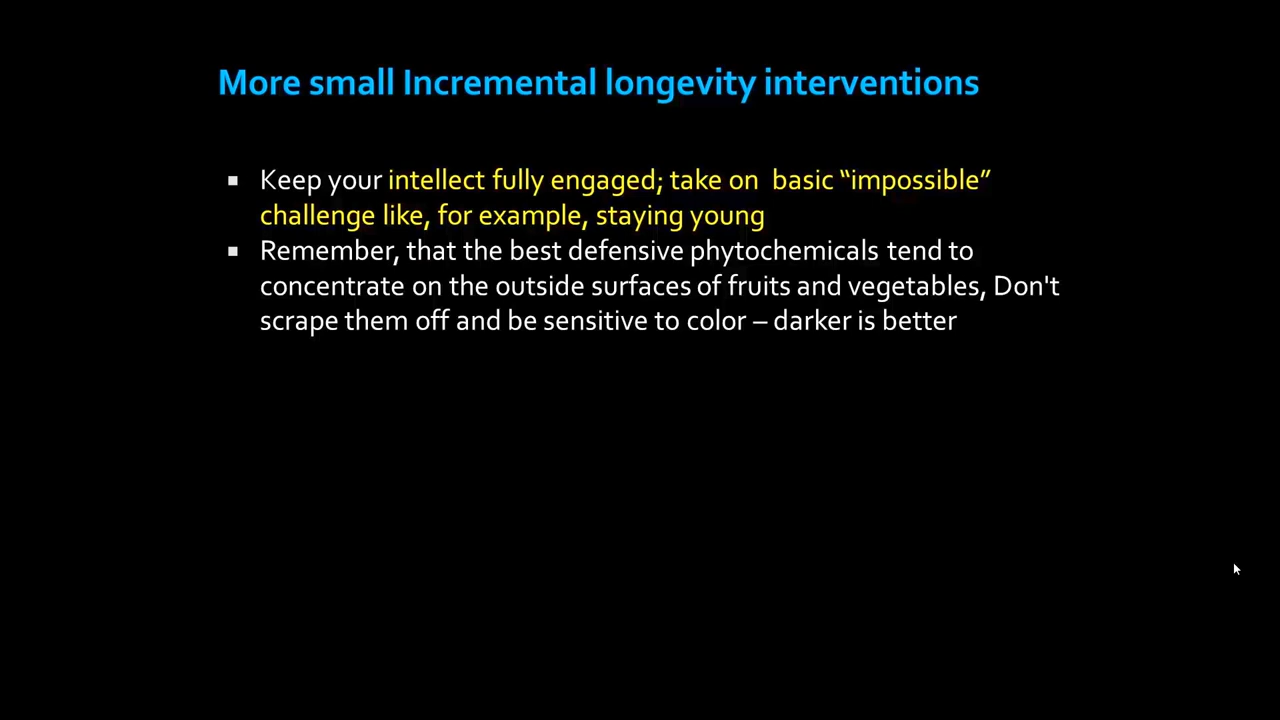 More small Incremental longevity interventions
▪ Keep your intellect fully engaged; take on  basic “impossible”
challenge like, for example, staying young
▪ Remember, that the best defensive phytochemicals tend to
concentrate on the outside surfaces of fruits and vegetables, Don't
scrape them off and be sensitive to color – darker is better